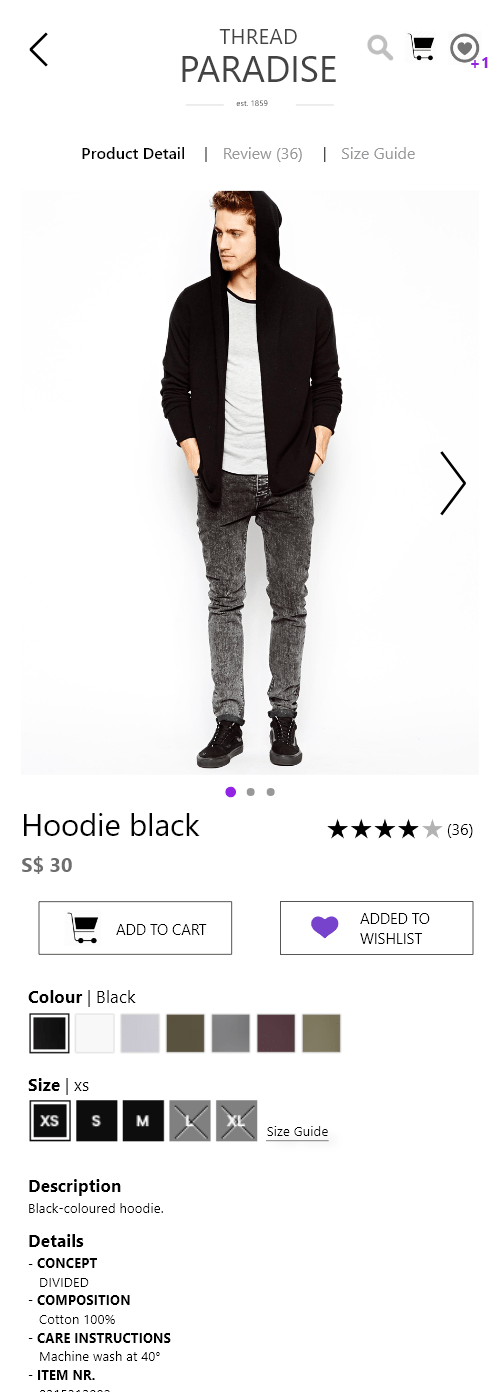 THREAD
PARADISE
est. 1859
+1
Product Detail | Review (36) | Size Guide
Hoodie black
(36)
S$ 30
ADD TO CART
ADDED TO
WISHLIST
Colour | Black
Size | xs
XS S M L XL Size Guide
Description
Black-coloured hoodie.
Details
- CONCEPT
DIVIDED
- COMPOSITION
Cotton 100%
- CARE INSTRUCTIONS
Machine wash at 40°
- ITEM NR.